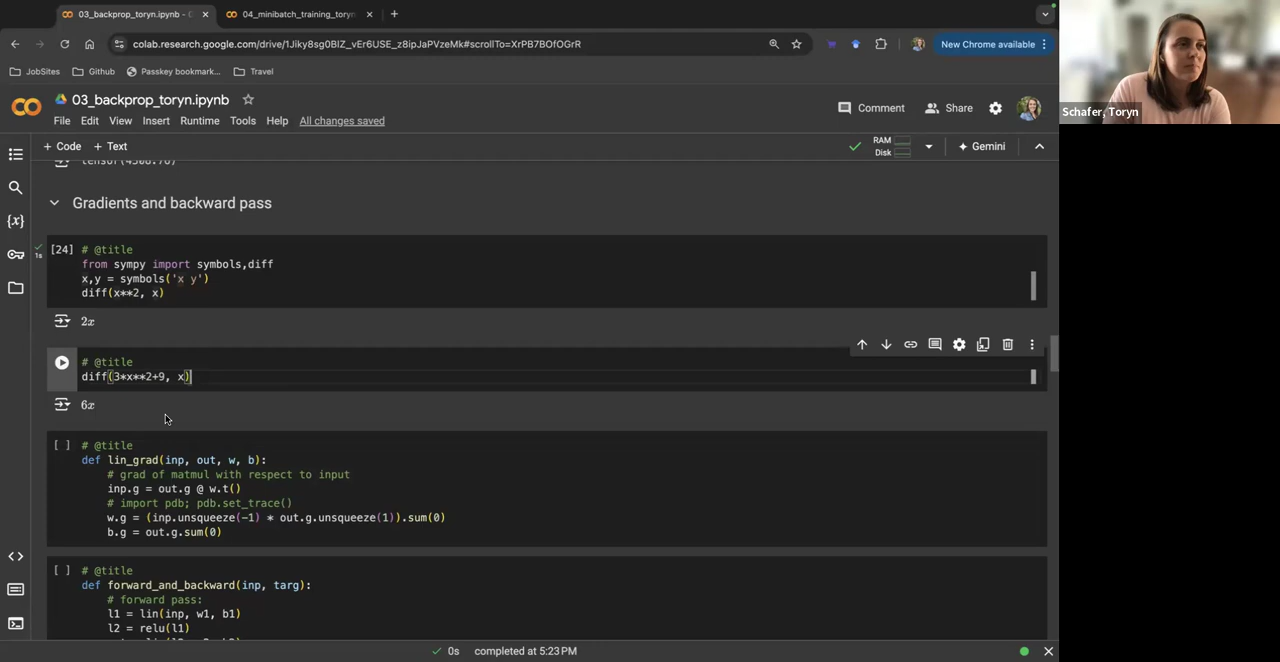 03_backprop_toryn.ipynb - C
04_minibatch_training_toryn
colab.research.google.com/drive/1Jiky8sg0BIZ_vEr6USE_z8ipJaPVzeMk#scrollTo=XrPB7BOfOGrR
New Chrome available
JobSites
Github
Passkey bookmark...
Travel
03_backprop_toryn.ipynb
Comment
Share
File Edit View Insert Runtime Tools Help All changes saved
+ Code + Text
RAM
Disk
Gemini
tensor(4308.76)
Gradients and backward pass
[24]
1s
# @title
from sympy import symbols,diff
x,y = symbols('x y')
diff(x**2, x)
2x
# @title
diff(3*x**2+9, x)
6x
[ ]
# @title
def lin_grad(inp, out, w, b):
# grad of matmul with respect to input
inp.g = out.g @ w.t()
# import pdb; pdb.set_trace()
w.g = (inp.unsqueeze(-1) * out.g.unsqueeze(1)).sum(0)
b.g = out.g.sum(0)
[ ]
# @title
def forward_and_backward(inp, targ):
# forward pass:
l1 = lin(inp, w1, b1)
l2 = relu(l1)
0s completed at 5:23 PM
Schafer, Toryn